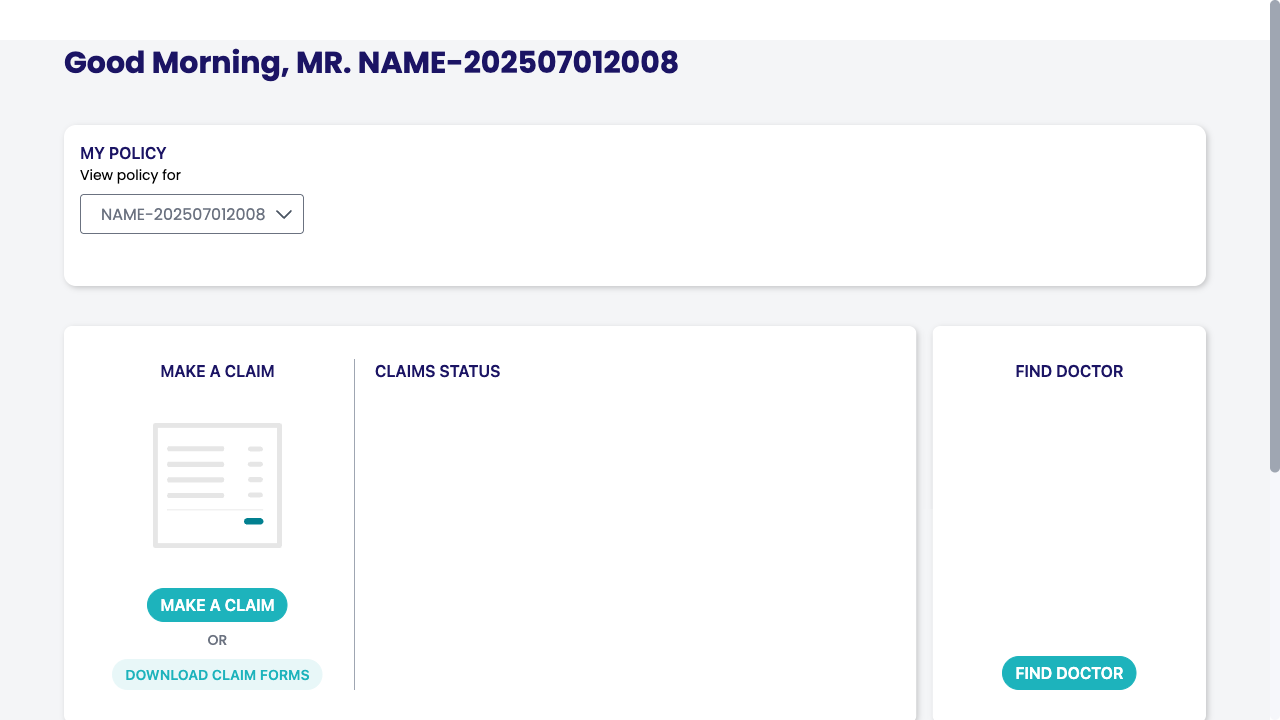 Good Morning, MR. NAME-202507012008
MY POLICY
View policy for
NAME-202507012008
MAKE A CLAIM
CLAIMS STATUS
FIND DOCTOR
MAKE A CLAIM
OR
DOWNLOAD CLAIM FORMS
FIND DOCTOR